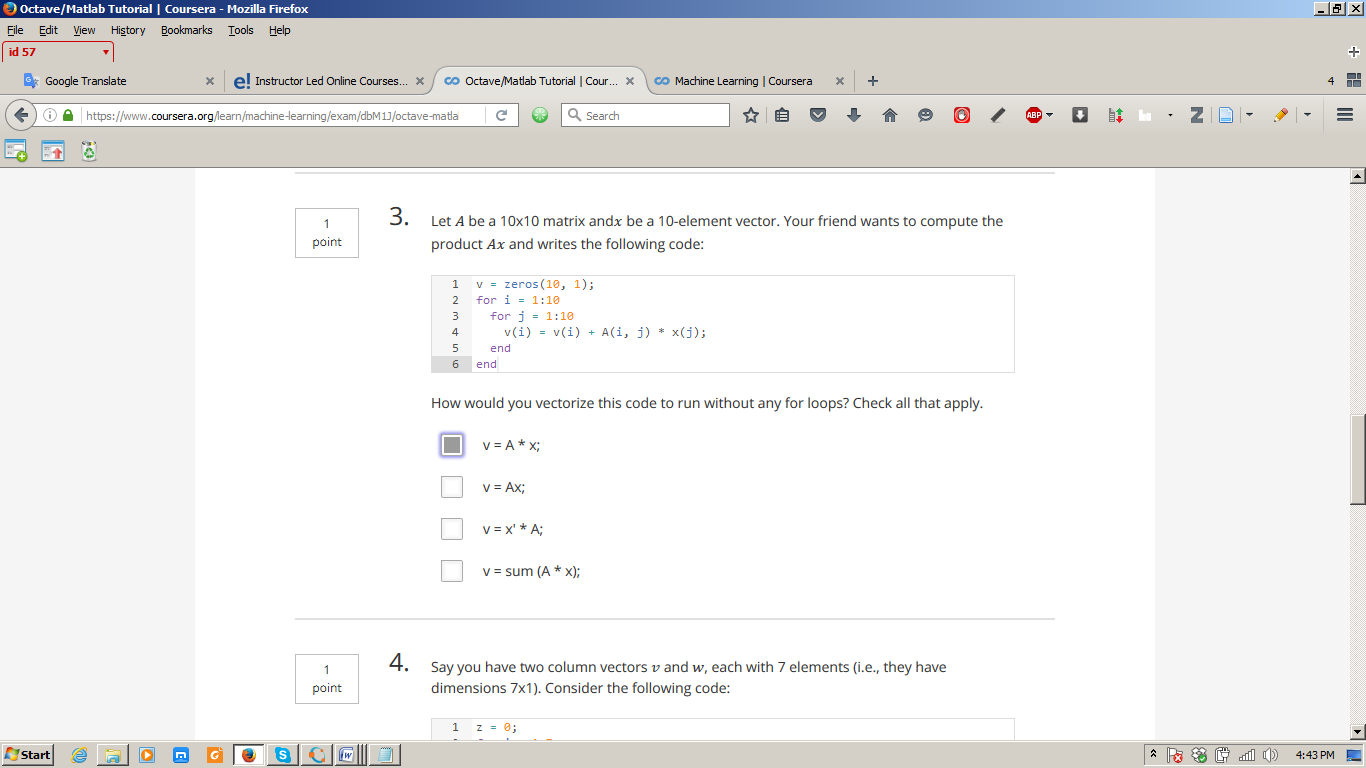 Octave/Matlab Tutorial | Coursera - Mozilla Firefox
File Edit View History Bookmarks Tools Help
id 57
Google Translate
Instructor Led Online Courses...
Octave/Matlab Tutorial | Cour...
Machine Learning | Coursera
4
https://www.coursera.org/learn/machine-learning/exam/dbM1J/octave-matla
Search
ABP
1
point
3.
Let A be a 10x10 matrix andx be a 10-element vector. Your friend wants to compute the
product Ax and writes the following code:
1 v = zeros(10, 1);
2 for i = 1:10
3 for j = 1:10
4 v(i) = v(i) + A(i, j) * x(j);
5 end
6 end
How would you vectorize this code to run without any for loops? Check all that apply.
v = A * x;
v = Ax;
v = x' * A;
v = sum (A * x);
1
point
4.
Say you have two column vectors v and w, each with 7 elements (i.e., they have
dimensions 7x1). Consider the following code:
1 z = 0;
Start
4:43 PM